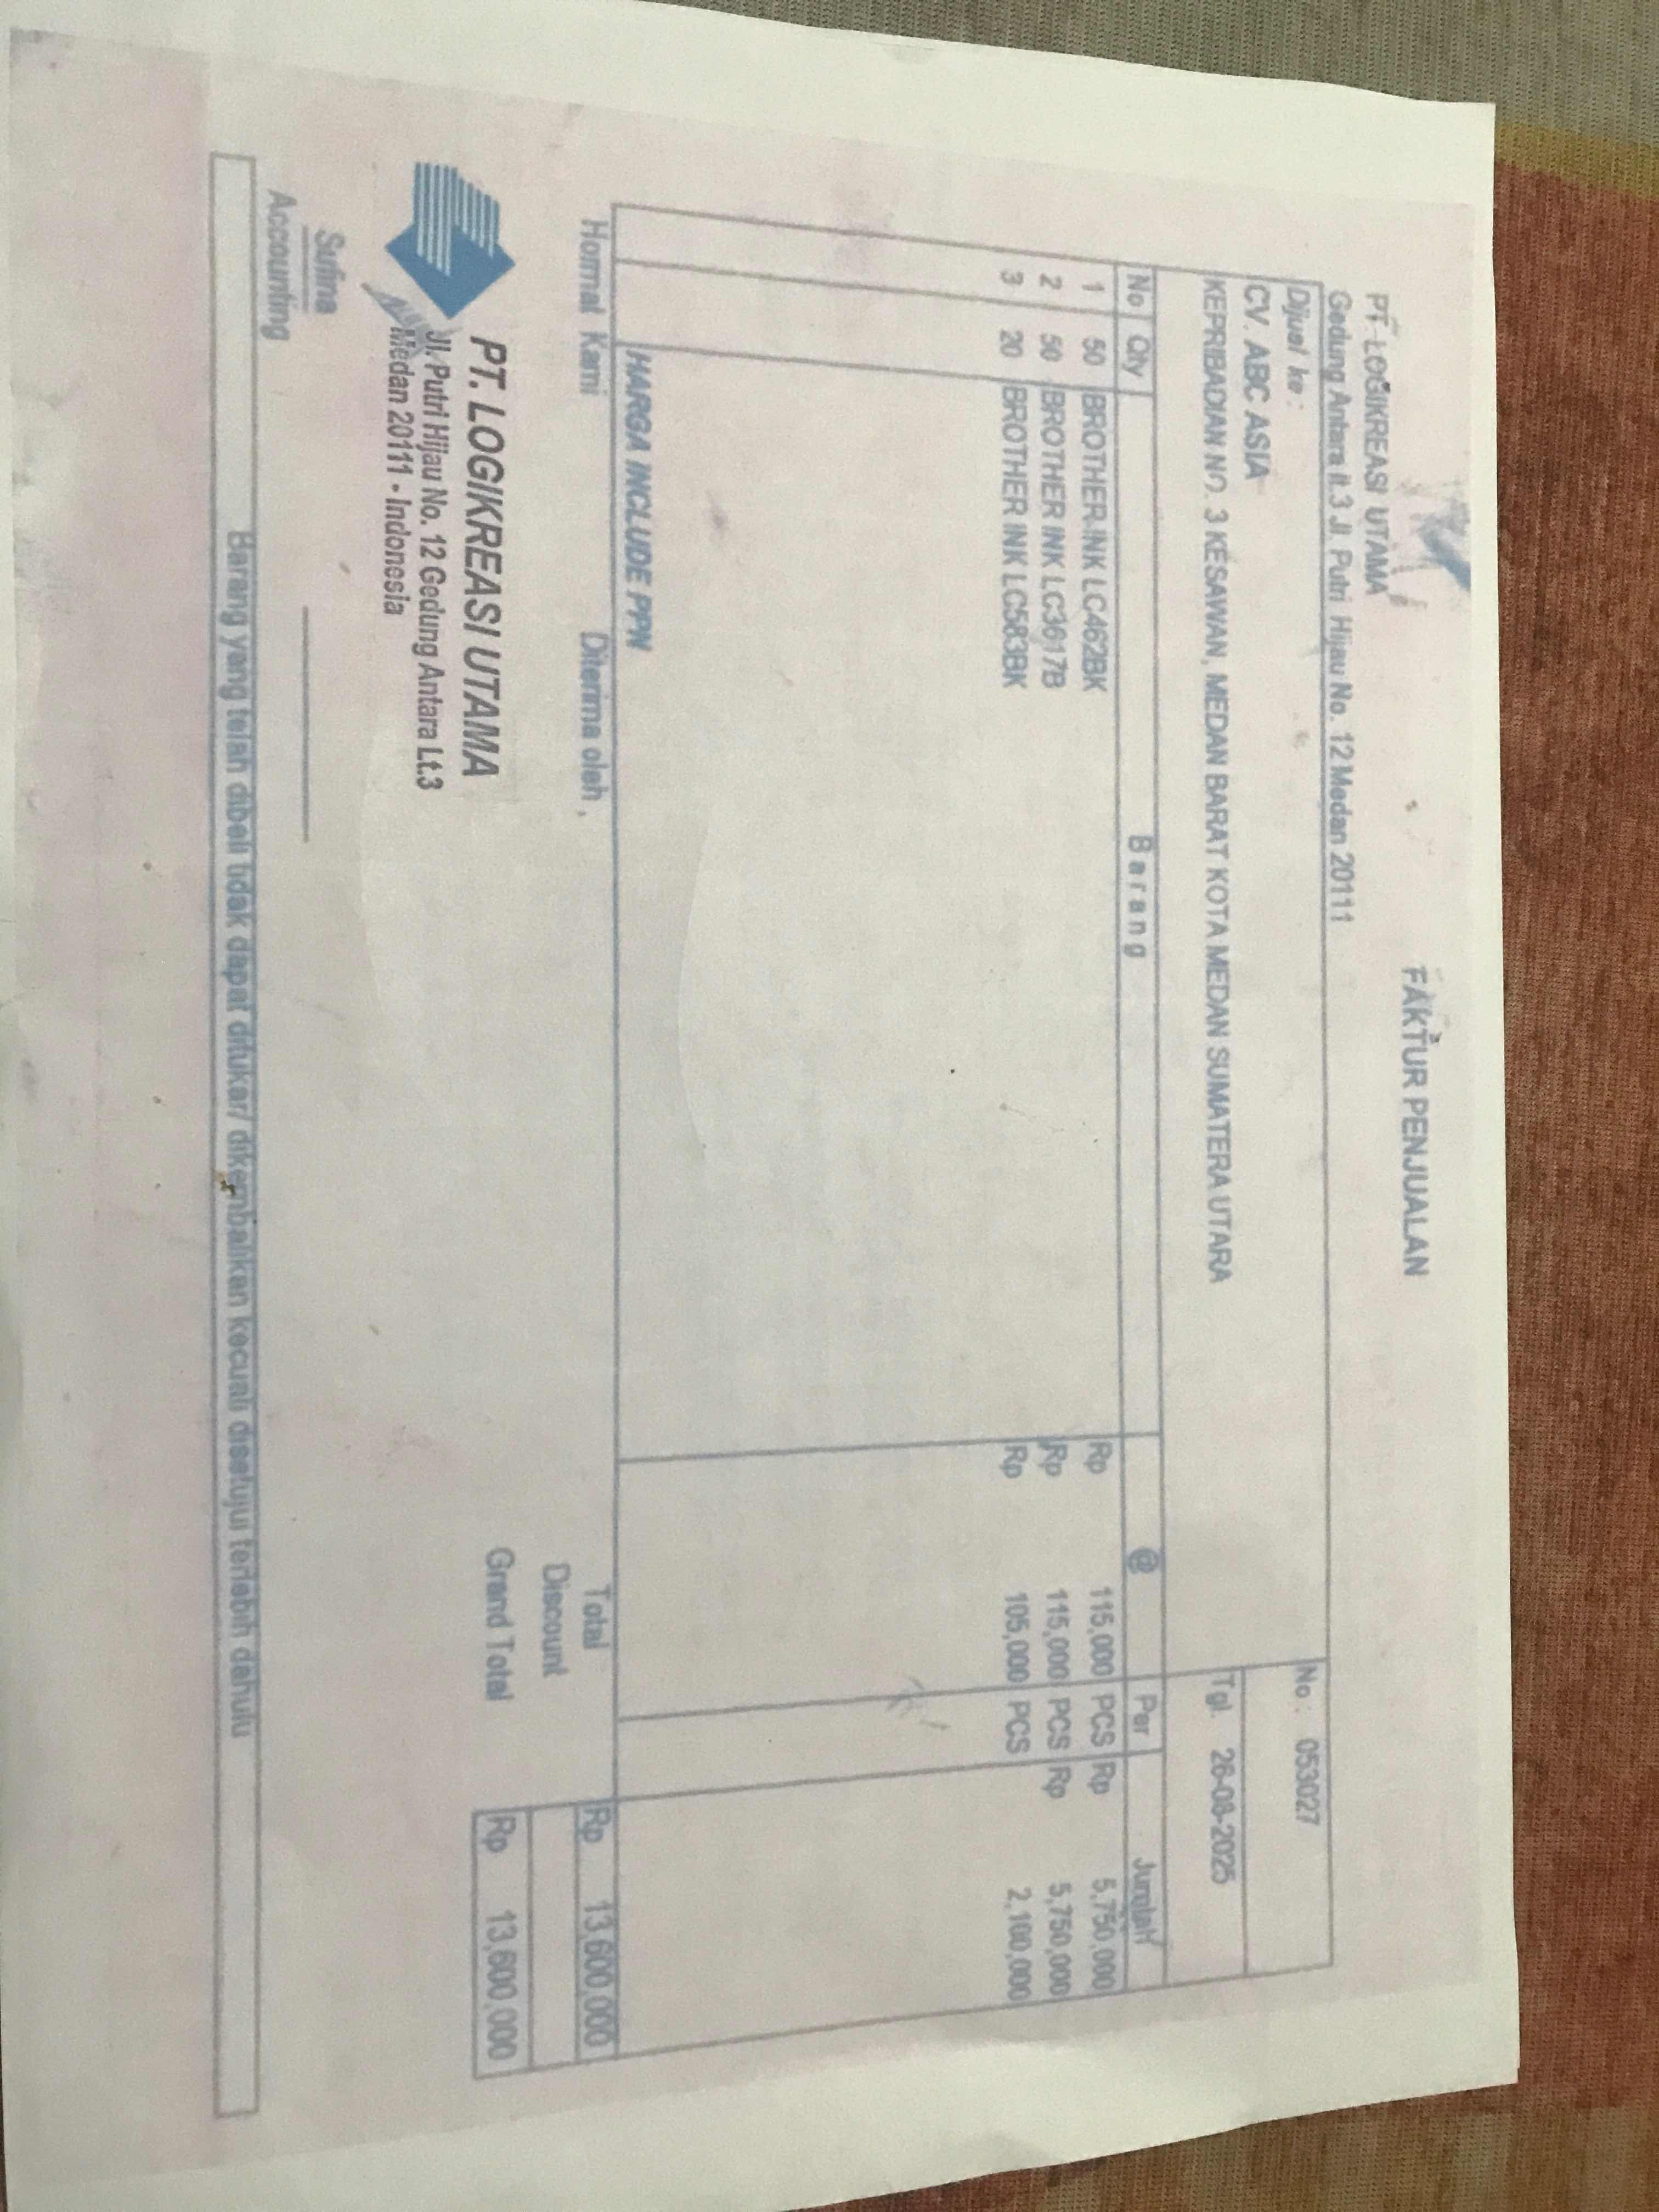 FAKTUR PENJUALAN
PT. LOGIKREASI UTAMA
Gedung Antara lt.3 Jl. Putri Hijau No. 12 Medan 20111
Dijual ke :
No : 053027
CV. ABC ASIA
KEPRIBADIAN NO. 3 KESAWAN, MEDAN BARAT KOTA MEDAN SUMATERA UTARA
Tgl. 26-08-2025
No Qty Barang @ Per Jumlah
1 50 BROTHER INK LC462BK Rp 115,000 PCS Rp 5,750,000
2 50 BROTHER INK LC3617B Rp 115,000 PCS Rp 5,750,000
3 20 BROTHER INK LC583BK Rp 105,000 PCS 2,100,000
HARGA INCLUDE PPN
Hormat Kami Diterima oleh , Total Rp 13,600,000
Discount
Grand Total Rp 13,600,000
PT. LOGIKREASI UTAMA
Jl. Putri Hijau No. 12 Gedung Antara Lt.3
Medan 20111 - Indonesia
Sufina
Accounting
Barang yang telah dibeli tidak dapat ditukar/ dikembalikan kecuali disetujui terlebih dahulu